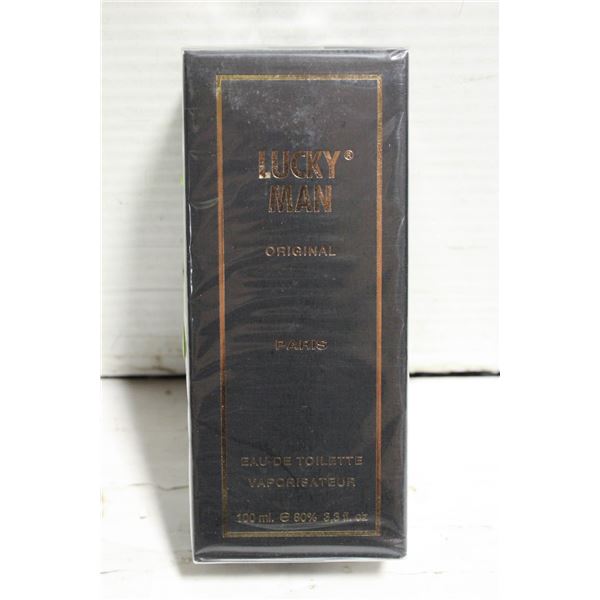 LUCKY®
MAN
ORIGINAL
PARIS
EAU DE TOILETTE
VAPORISATEUR
100 ml. ℮ 80% 3,3 fl. oz